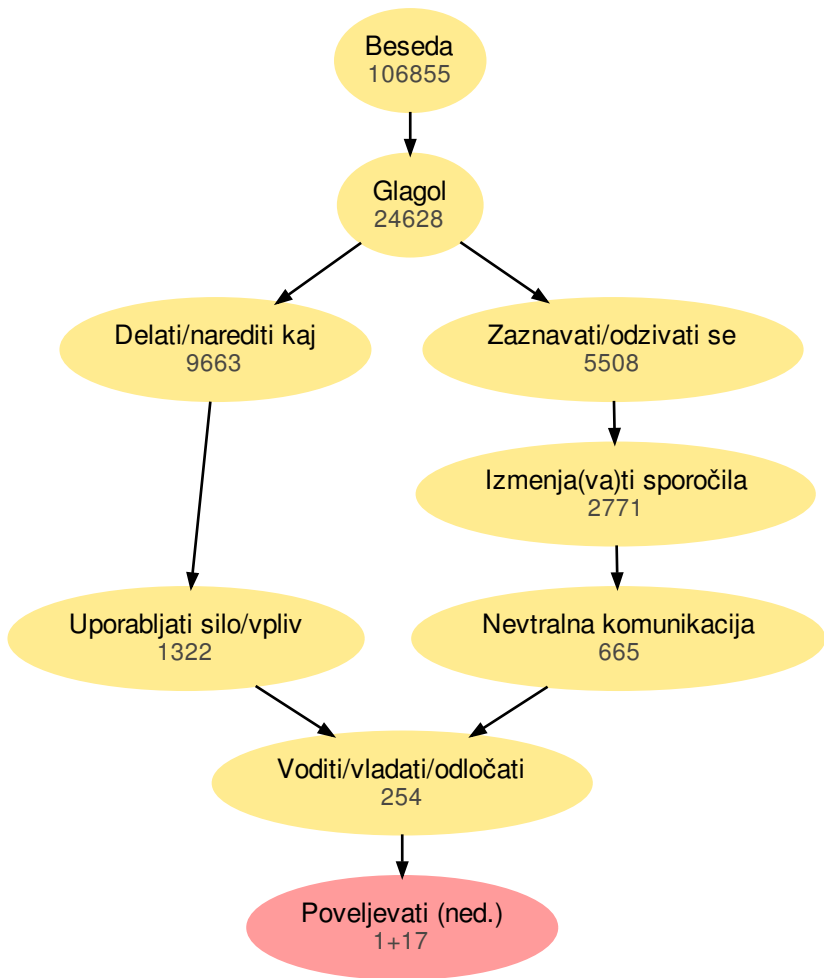 Beseda
106855
Glagol
24628
Delati/narediti kaj
9663
Zaznavati/odzivati se
5508
Izmenja(va)ti sporočila
2771
Uporabljati silo/vpliv
1322
Nevtralna komunikacija
665
Voditi/vladati/odločati
254
Poveljevati (ned.)
1+17